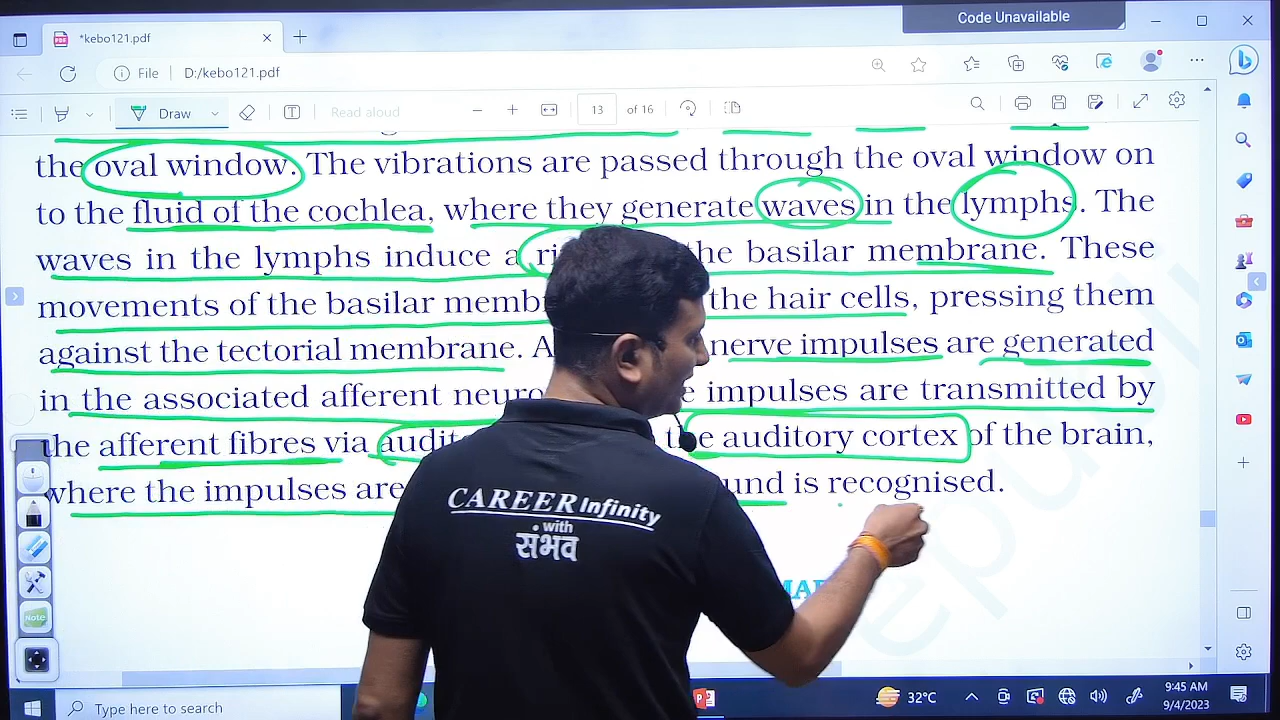 Code Unavailable
*kebo121.pdf
File D:/kebo121.pdf
Draw Read aloud 13 of 16
the oval window. The vibrations are passed through the oval window on
to the fluid of the cochlea, where they generate waves in the lymphs. The
waves in the lymphs induce a ri the basilar membrane. These
movements of the basilar memb the hair cells, pressing them
against the tectorial membrane. A nerve impulses are generated
in the associated afferent neuro e impulses are transmitted by
the afferent fibres via audit the auditory cortex of the brain,
where the impulses are und is recognised.
CAREER Infinity
with
संभव
Note
Type here to search 32°C 9:45 AM
9/4/2023